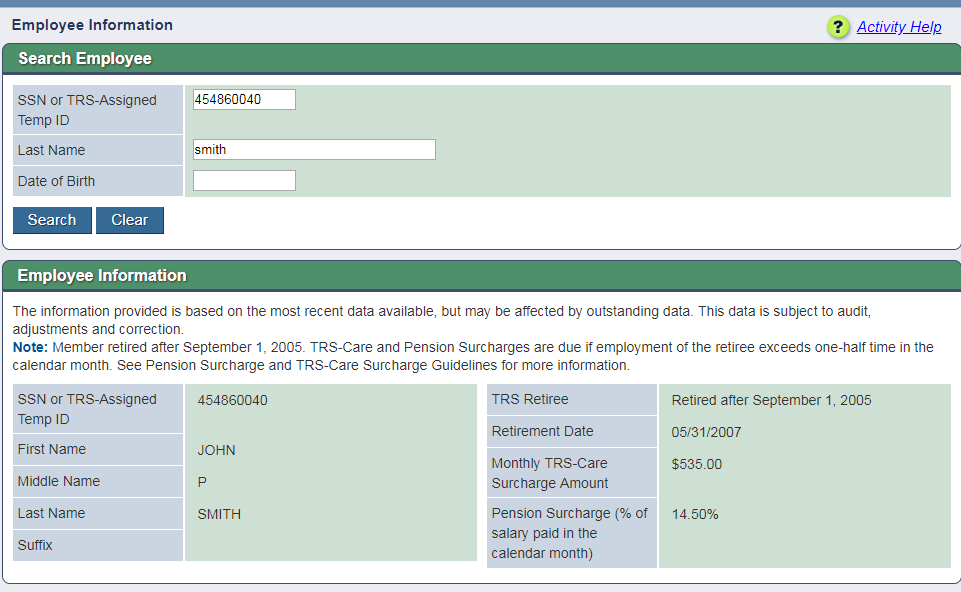 Employee Information
? Activity Help
Search Employee
SSN or TRS-Assigned
Temp ID
454860040
Last Name
smith
Date of Birth
Search Clear
Employee Information
The information provided is based on the most recent data available, but may be affected by outstanding data. This data is subject to audit,
adjustments and correction.
Note: Member retired after September 1, 2005. TRS-Care and Pension Surcharges are due if employment of the retiree exceeds one-half time in the
calendar month. See Pension Surcharge and TRS-Care Surcharge Guidelines for more information.
SSN or TRS-Assigned
Temp ID
454860040
First Name
JOHN
Middle Name
P
Last Name
SMITH
Suffix
TRS Retiree
Retired after September 1, 2005
Retirement Date
05/31/2007
Monthly TRS-Care
Surcharge Amount
$535.00
Pension Surcharge (% of
salary paid in the
calendar month)
14.50%